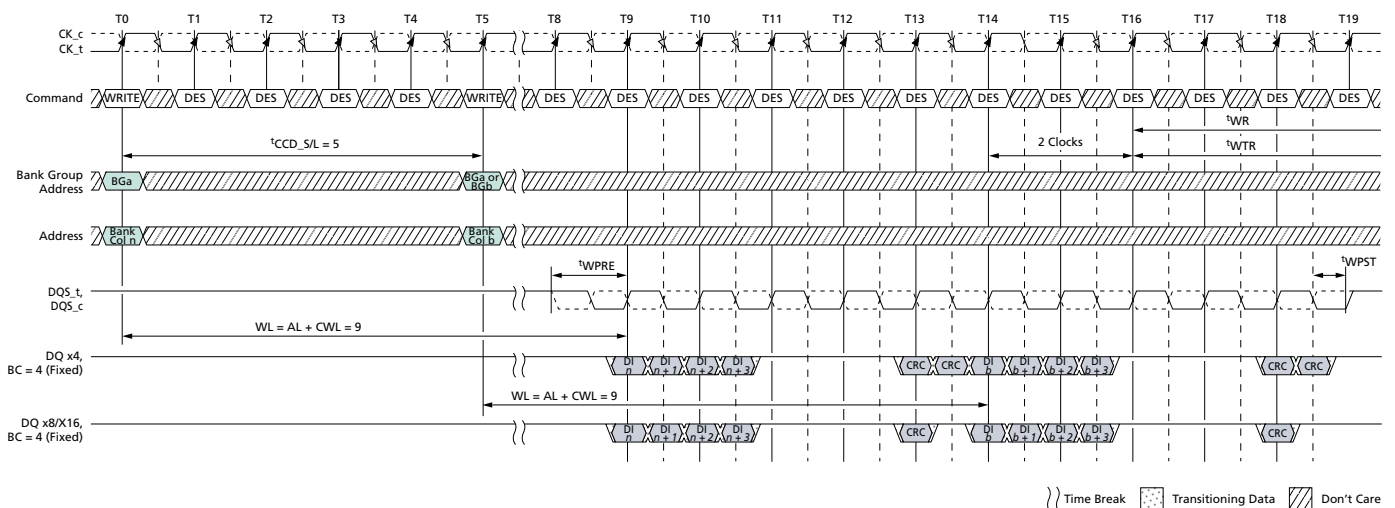 T0 T1 T2 T3 T4 T5 T8 T9 T10 T11 T12 T13 T14 T15 T16 T17 T18 T19
CK_c
CK_t
Command WRITE DES DES DES DES WRITE DES DES DES DES DES DES DES DES DES DES DES DES
tWR
tCCD_S/L = 5 2 Clocks tWTR
Bank Group
Address BGa BGa or
BGb
Address Bank
Col n Bank
Col b
tWPRE tWPST
DQS_t,
DQS_c
WL = AL + CWL = 9
DQ x4,
BC = 4 (Fixed) DI
n DI
n + 1 DI
n + 2 DI
n + 3 CRC CRC DI
b DI
b + 1 DI
b + 2 DI
b + 3 CRC CRC
WL = AL + CWL = 9
DQ x8/X16,
BC = 4 (Fixed) DI
n DI
n + 1 DI
n + 2 DI
n + 3 CRC DI
b DI
b + 1 DI
b + 2 DI
b + 3 CRC
Time Break Transitioning Data Don't Care